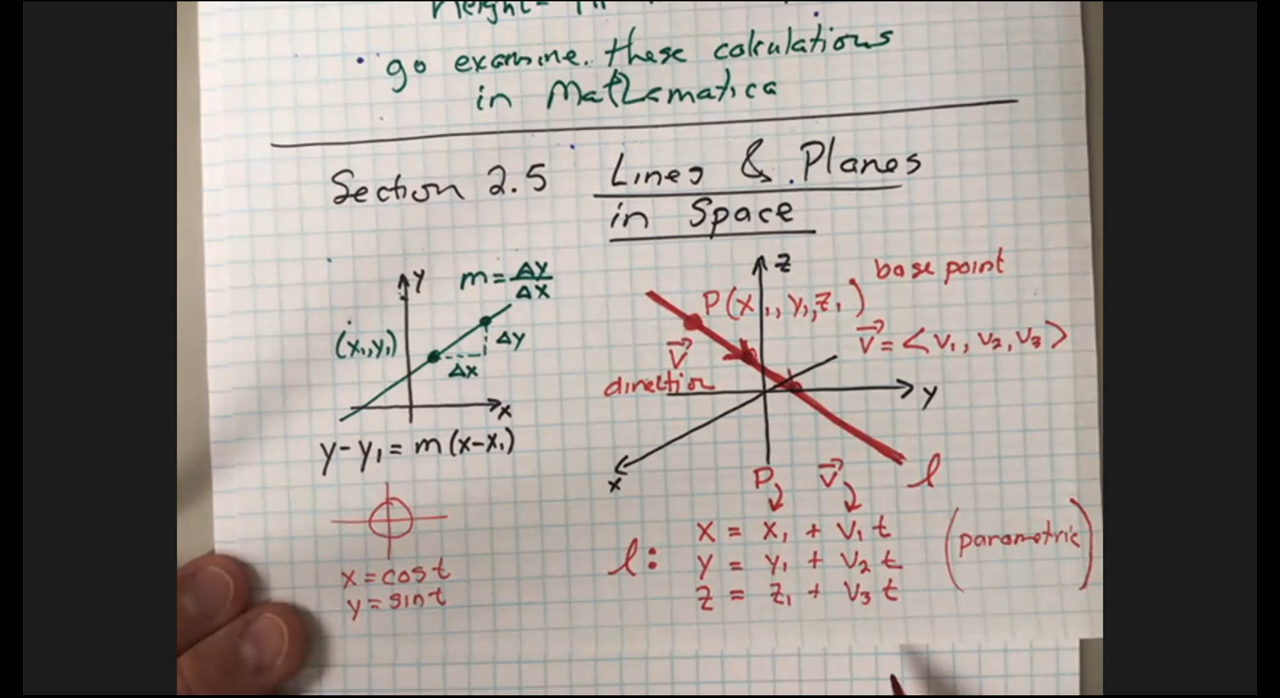 Height =
• go examine these calculations
in Mathematica
Section 2.5 Lines & Planes
in Space
y
m = Δy/Δx
(x₁,y₁)
Δy
Δx
x
y-y₁ = m(x-x₁)
x = cos t
y = sin t
z
base point
P(x₁, y₁, z₁)
v⃗ = <v₁, v₂, v₃>
v⃗
direction
y
x
l
P v⃗
l: x = x₁ + v₁ t (parametric)
y = y₁ + v₂ t
z = z₁ + v₃ t